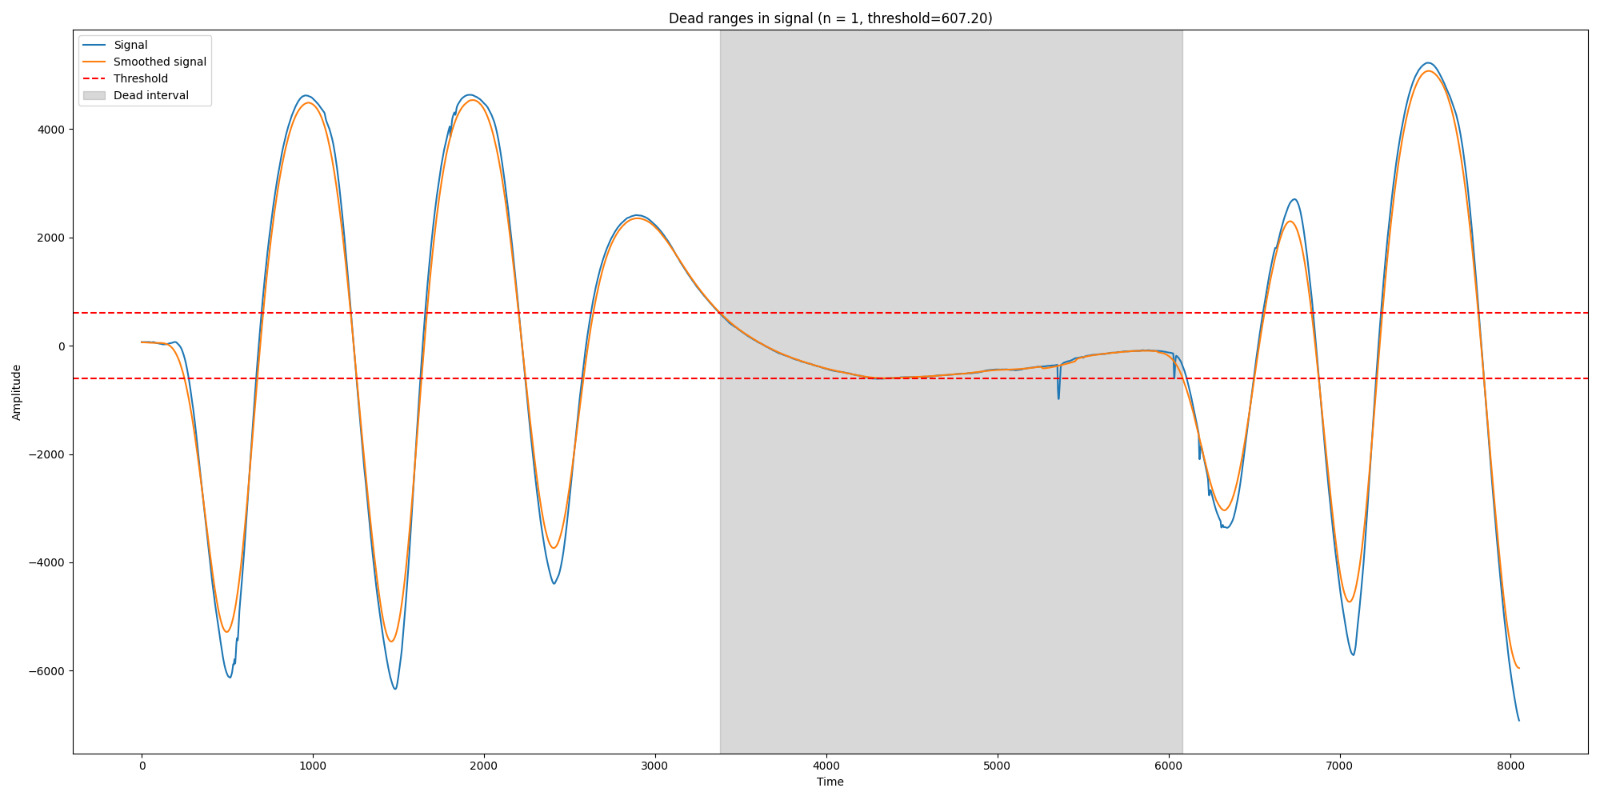 Dead ranges in signal (n = 1, threshold=607.20)
Signal
Smoothed signal
Threshold
Dead interval
Amplitude
4000
2000
0
−2000
−4000
−6000
0 1000 2000 3000 4000 5000 6000 7000 8000
Time